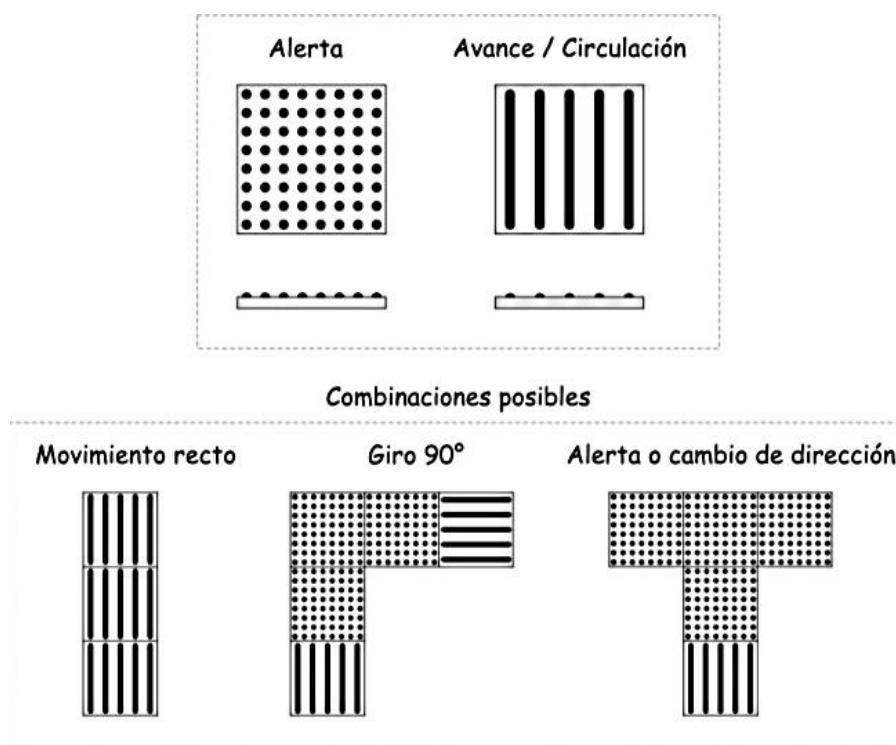 Alerta
Avance / Circulación
Combinaciones posibles
Movimiento recto
Giro 90°
Alerta o cambio de dirección